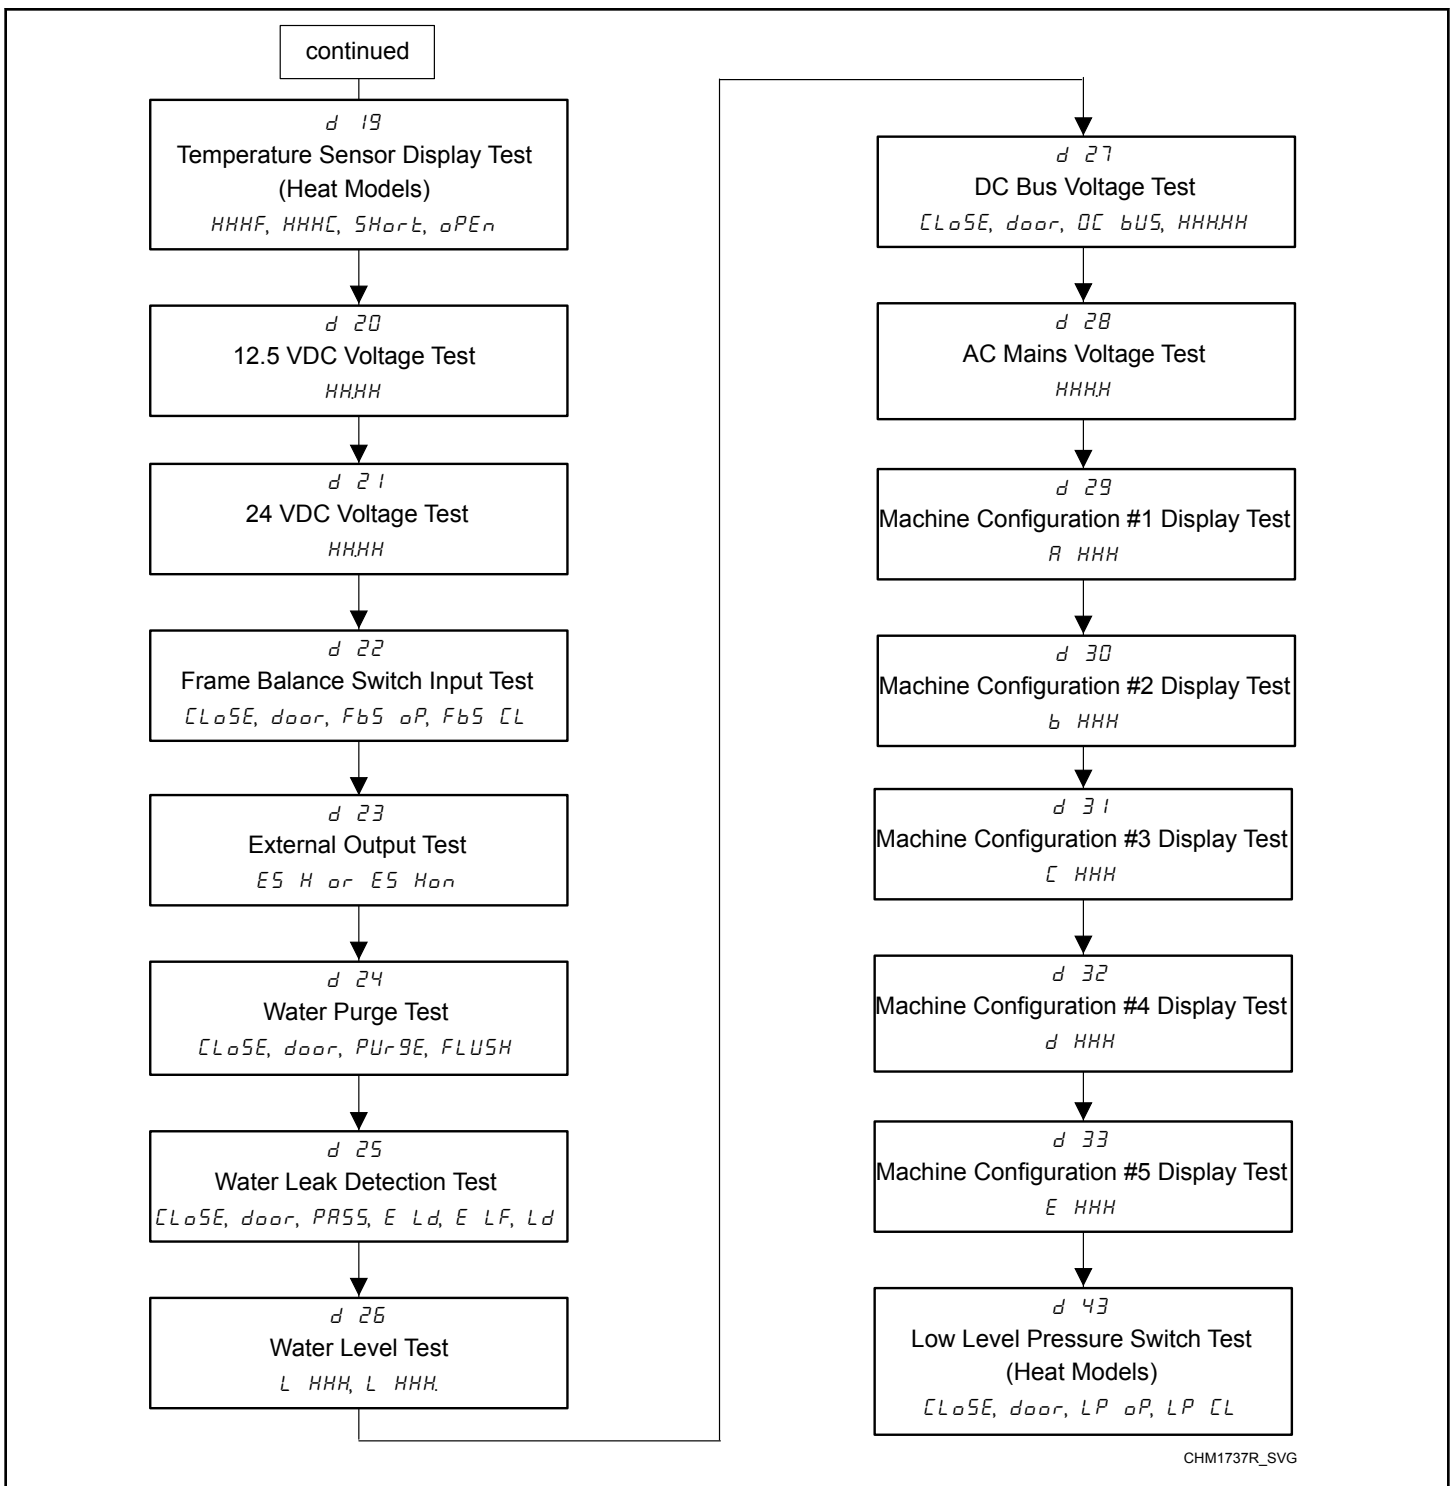 continued
d 19
Temperature Sensor Display Test
(Heat Models)
HHHF, HHHC, SHort, oPEn
d 20
12.5 VDC Voltage Test
HH.HH
d 21
24 VDC Voltage Test
HH.HH
d 22
Frame Balance Switch Input Test
CLoSE, door, FbS oP, FbS CL
d 23
External Output Test
ES H or ES Hon
d 24
Water Purge Test
CLoSE, door, PUrgE, FLUSH
d 25
Water Leak Detection Test
CLoSE, door, PASS, E Ld, E LF, Ld
d 26
Water Level Test
L HHH, L HHH.
d 27
DC Bus Voltage Test
CLoSE, door, DC bUS, HHH.HH
d 28
AC Mains Voltage Test
HHH.H
d 29
Machine Configuration #1 Display Test
A HHH
d 30
Machine Configuration #2 Display Test
b HHH
d 31
Machine Configuration #3 Display Test
C HHH
d 32
Machine Configuration #4 Display Test
d HHH
d 33
Machine Configuration #5 Display Test
E HHH
d 43
Low Level Pressure Switch Test
(Heat Models)
CLoSE, door, LP oP, LP CL
CHM1737R_SVG